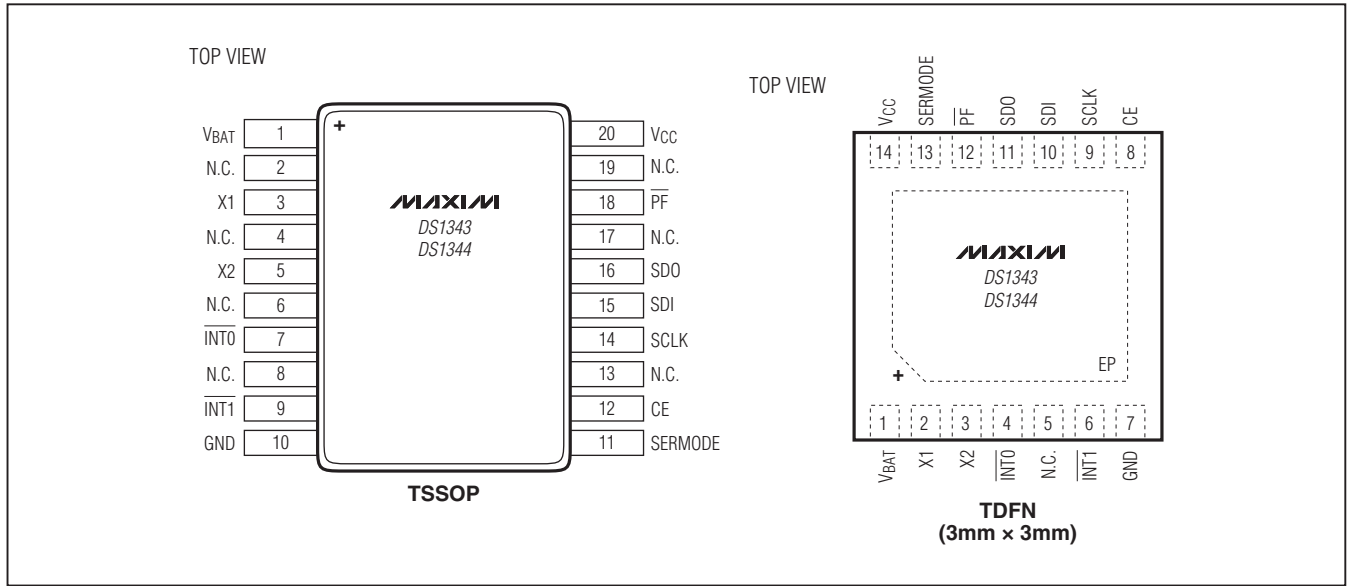 TOP VIEW
VBAT 1
N.C. 2
X1 3
N.C. 4
X2 5
N.C. 6
INT0 7
N.C. 8
INT1 9
GND 10
+
MAXIM
DS1343
DS1344
20 VCC
19 N.C.
18 PF
17 N.C.
16 SDO
15 SDI
14 SCLK
13 N.C.
12 CE
11 SERMODE
TSSOP
TOP VIEW
VCC SERMODE PF SDO SDI SCLK CE
14 13 12 11 10 9 8
MAXIM
DS1343
DS1344
EP
+
1 2 3 4 5 6 7
VBAT X1 X2 INT0 N.C. INT1 GND
TDFN
(3mm × 3mm)